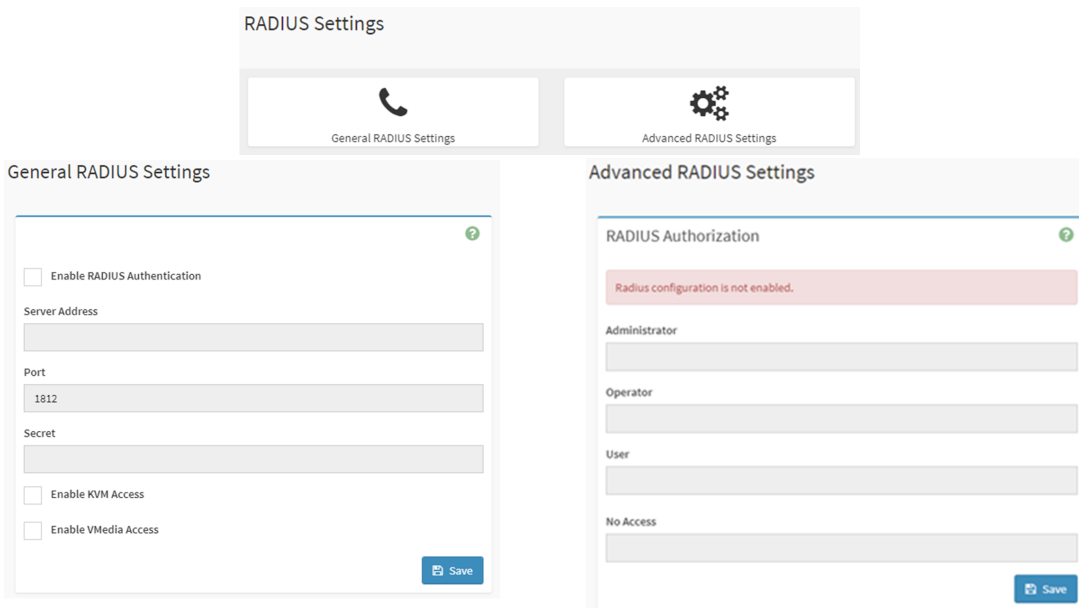 RADIUS Settings
General RADIUS Settings
Advanced RADIUS Settings
General RADIUS Settings
Enable RADIUS Authentication
Server Address
Port
1812
Secret
Enable KVM Access
Enable VMedia Access
Save
Advanced RADIUS Settings
RADIUS Authorization
Radius configuration is not enabled.
Administrator
Operator
User
No Access
Save